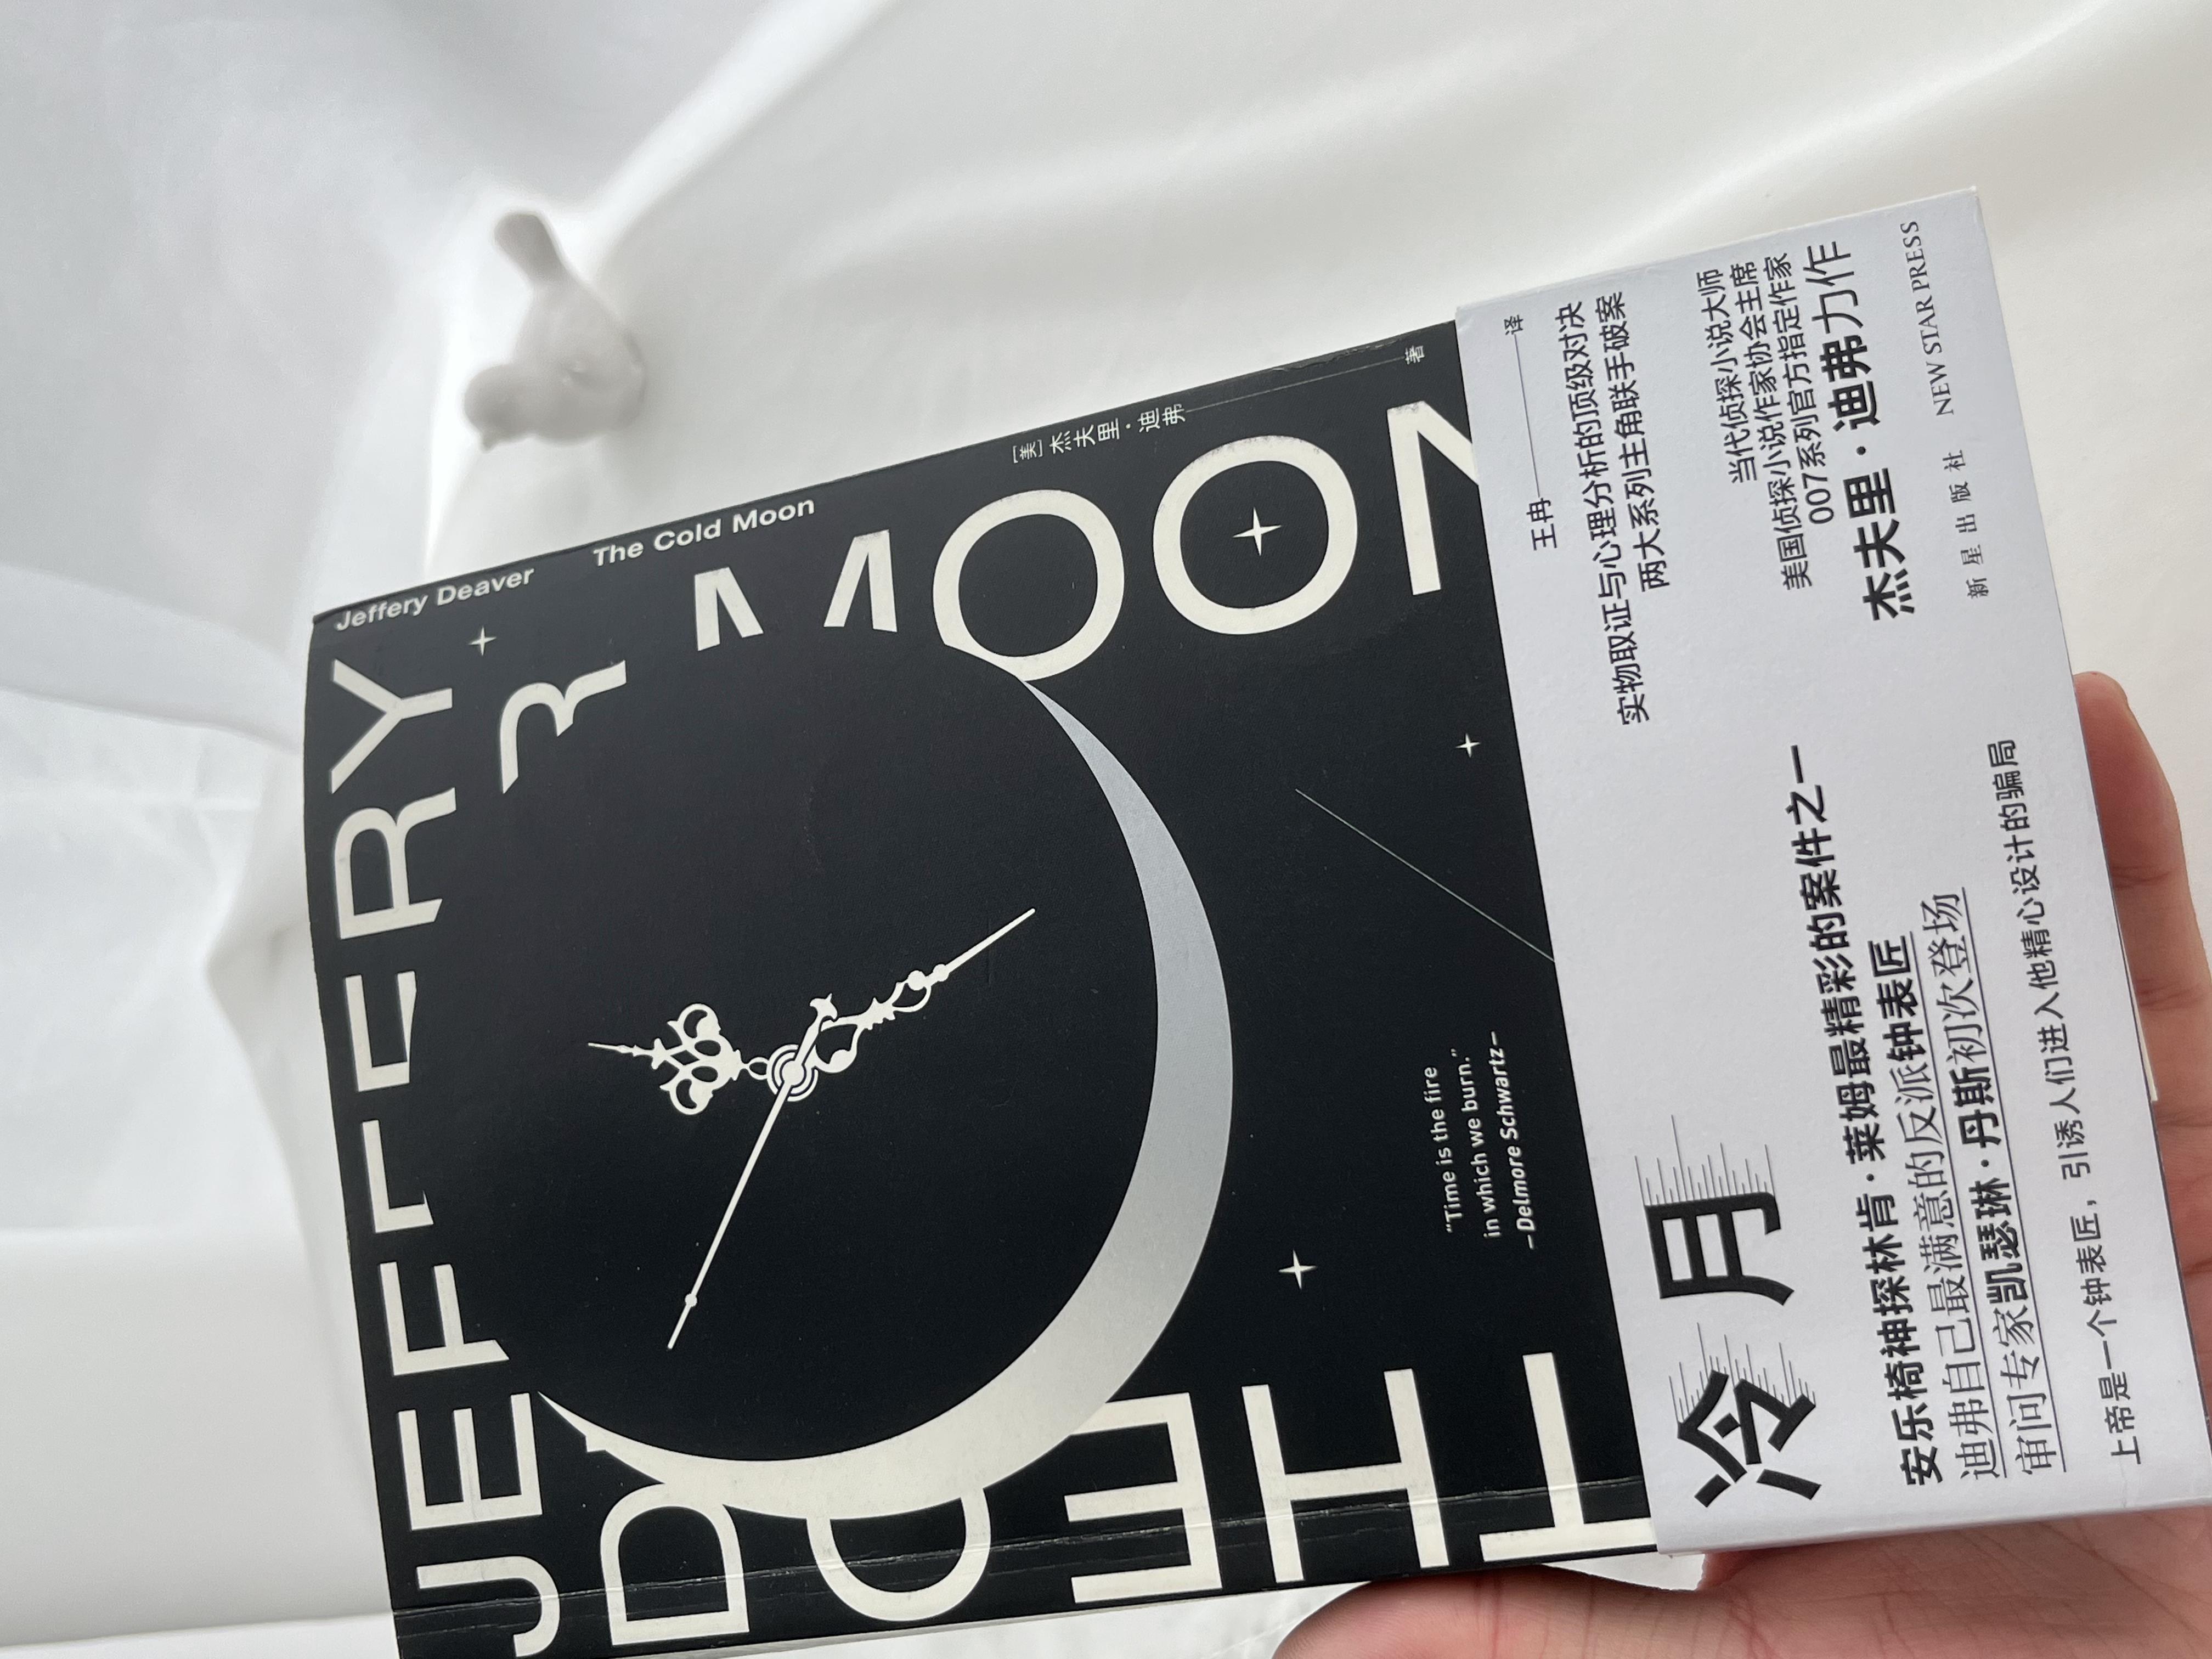 Jeffery Deaver
The Cold Moon
[美] 杰夫里·迪弗
著
JEFFERY
D
MOON
THE
"Time is the fire
in which we burn."
–Delmore Schwartz–
王冉
译
实物取证与心理分析的顶级对决
两大系列主角联手破案
当代侦探小说大师
美国侦探小说作家协会主席
007系列官方指定作家
杰夫里·迪弗力作
冷月
安乐椅神探林肯·莱姆最精彩的案件之一
迪弗自己最满意的反派钟表匠
审问专家凯瑟琳·丹斯初次登场
上帝是一个钟表匠，引诱人们进入他精心设计的骗局
新星出版社
NEW STAR PRESS